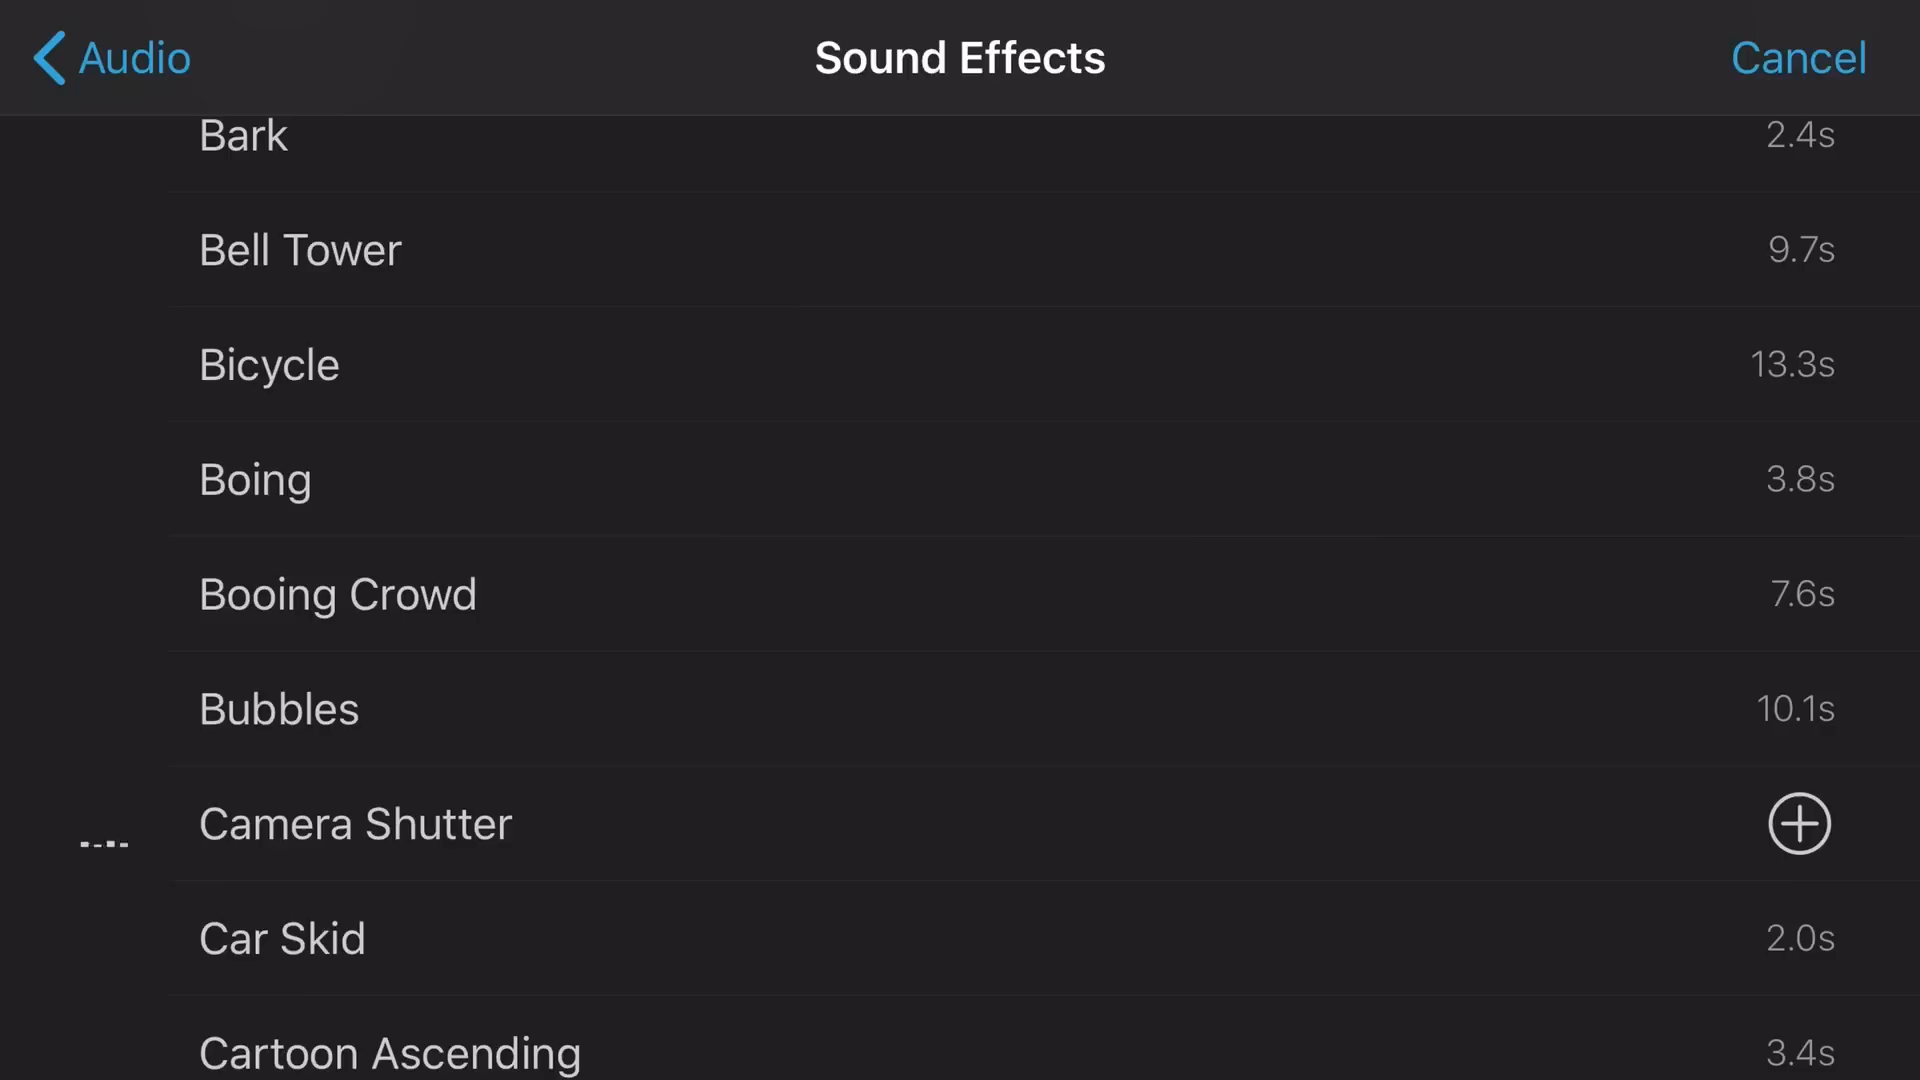 Audio Sound Effects Cancel
Bark 2.4s
Bell Tower 9.7s
Bicycle 13.3s
Boing 3.8s
Booing Crowd 7.6s
Bubbles 10.1s
Camera Shutter
Car Skid 2.0s
Cartoon Ascending 3.4s